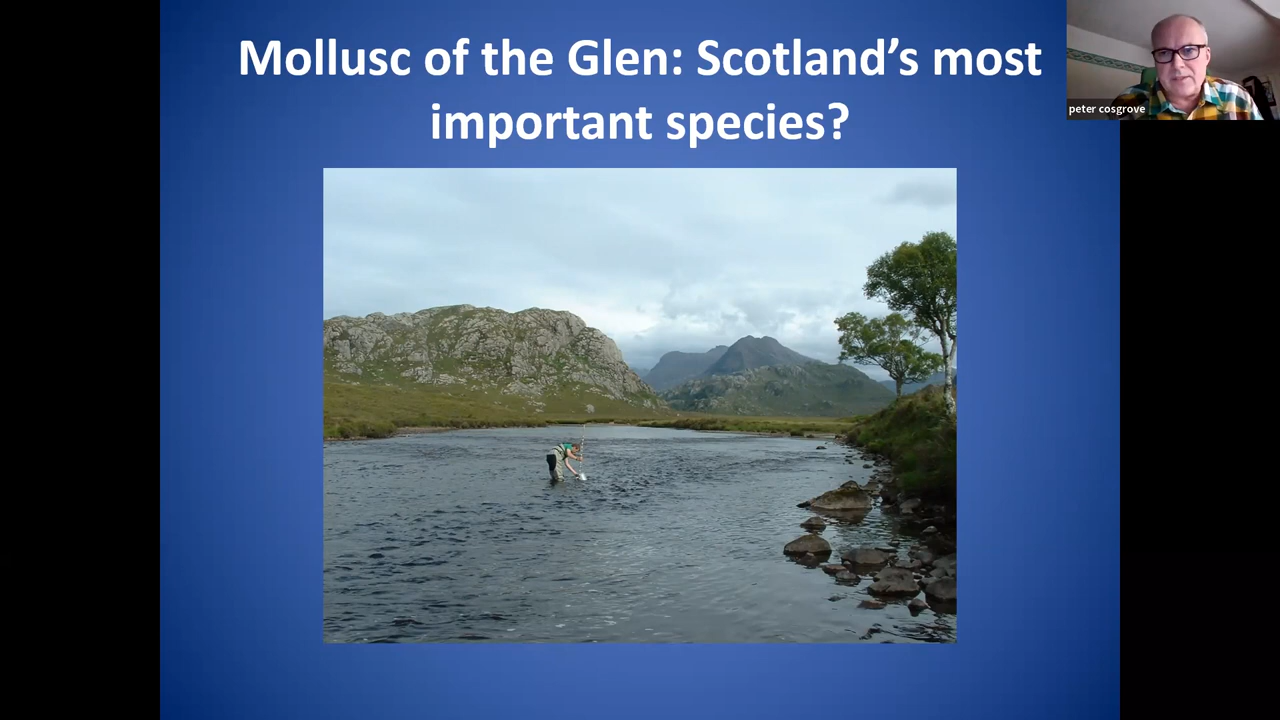 Mollusc of the Glen: Scotland’s most
important species?
peter cosgrove